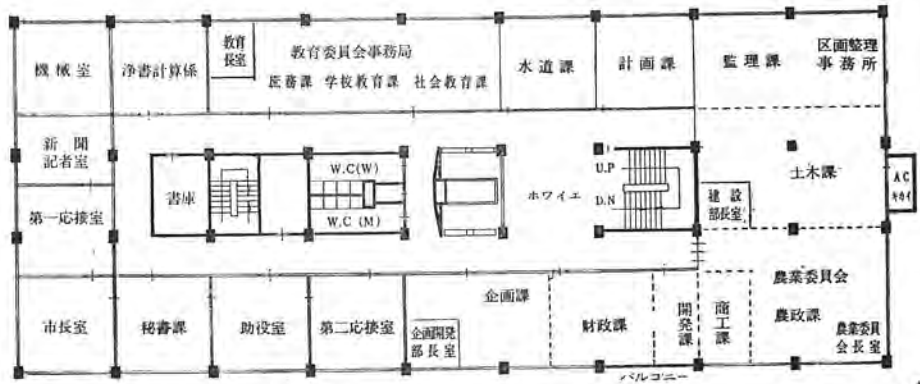 機械室
浄書計算係
教育
長室
教育委員会事務局
庶務課 学校教育課 社会教育課
水道課
計画課
監理課
区画整理
事務所
新聞
記者室
書庫
W.C(W)
W.C (M)
ホワイエ
U.P
D.N
建設
部長室
土木課
AC
キカイ
第一応接室
市長室
秘書課
助役室
第二応接室
企画開発
部長室
企画課
財政課
開発課
商工課
農業委員会
農政課
農業委員
会長室
バルコニー